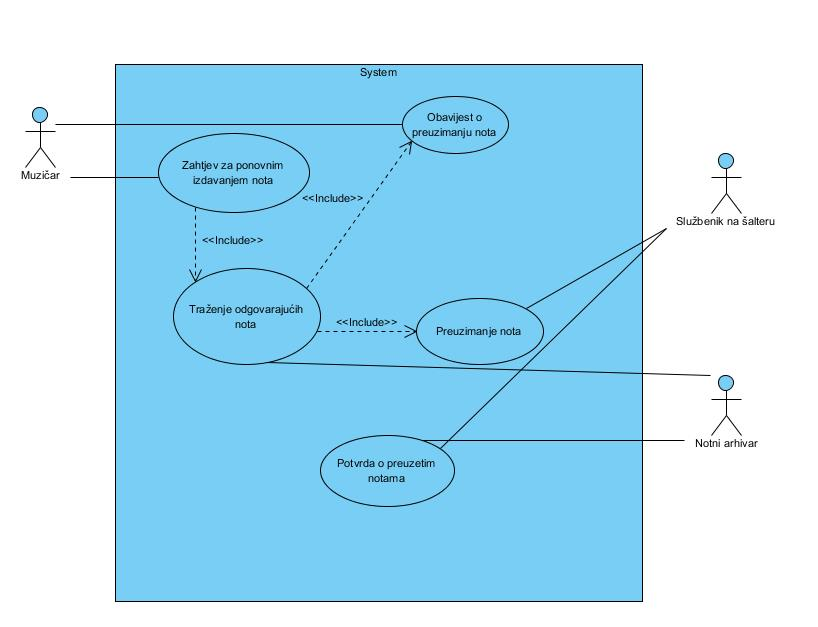 System
Obavijest o
preuzimanju nota
Zahtjev za ponovnim
izdavanjem nota
Muzičar
<<Include>>
Službenik na šalteru
<<Include>>
Traženje odgovarajućih
nota
<<Include>>
Preuzimanje nota
Notni arhivar
Potvrda o preuzetim
notama